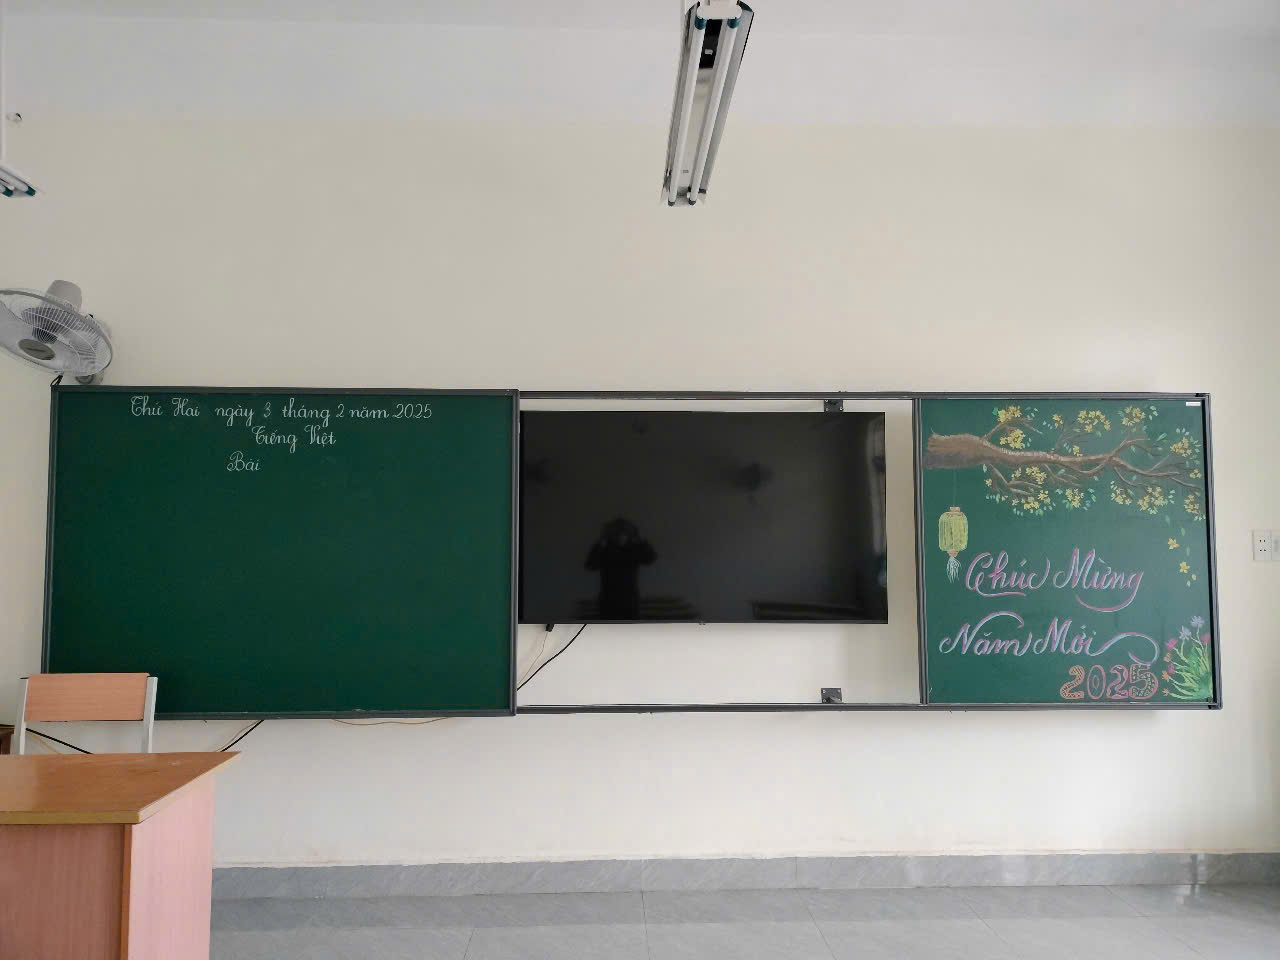 Thứ Hai ngày 3 tháng 2 năm 2025
Tiếng Việt
Bài
Chúc Mừng
Năm Mới
2025